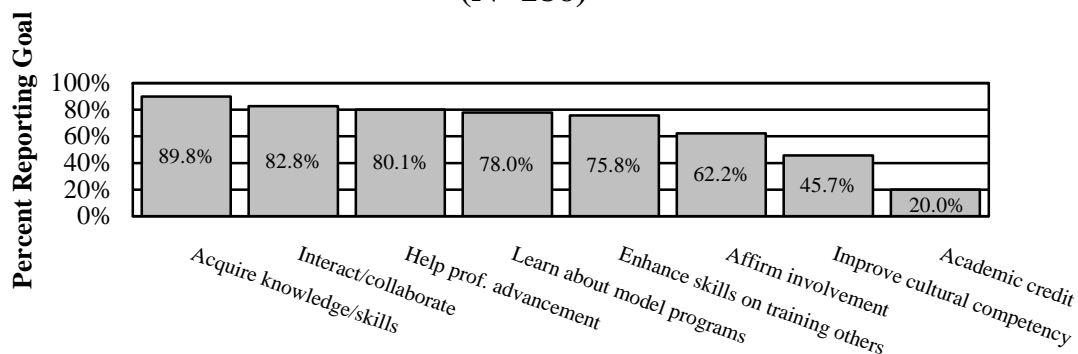 Percent Reporting Goal
100%
80%
60%
40%
20%
0%
89.8%
82.8%
80.1%
78.0%
75.8%
62.2%
45.7%
20.0%
Acquire knowledge/skills
Interact/collaborate
Help prof. advancement
Learn about model programs
Enhance skills on training others
Affirm involvement
Improve cultural competency
Academic credit